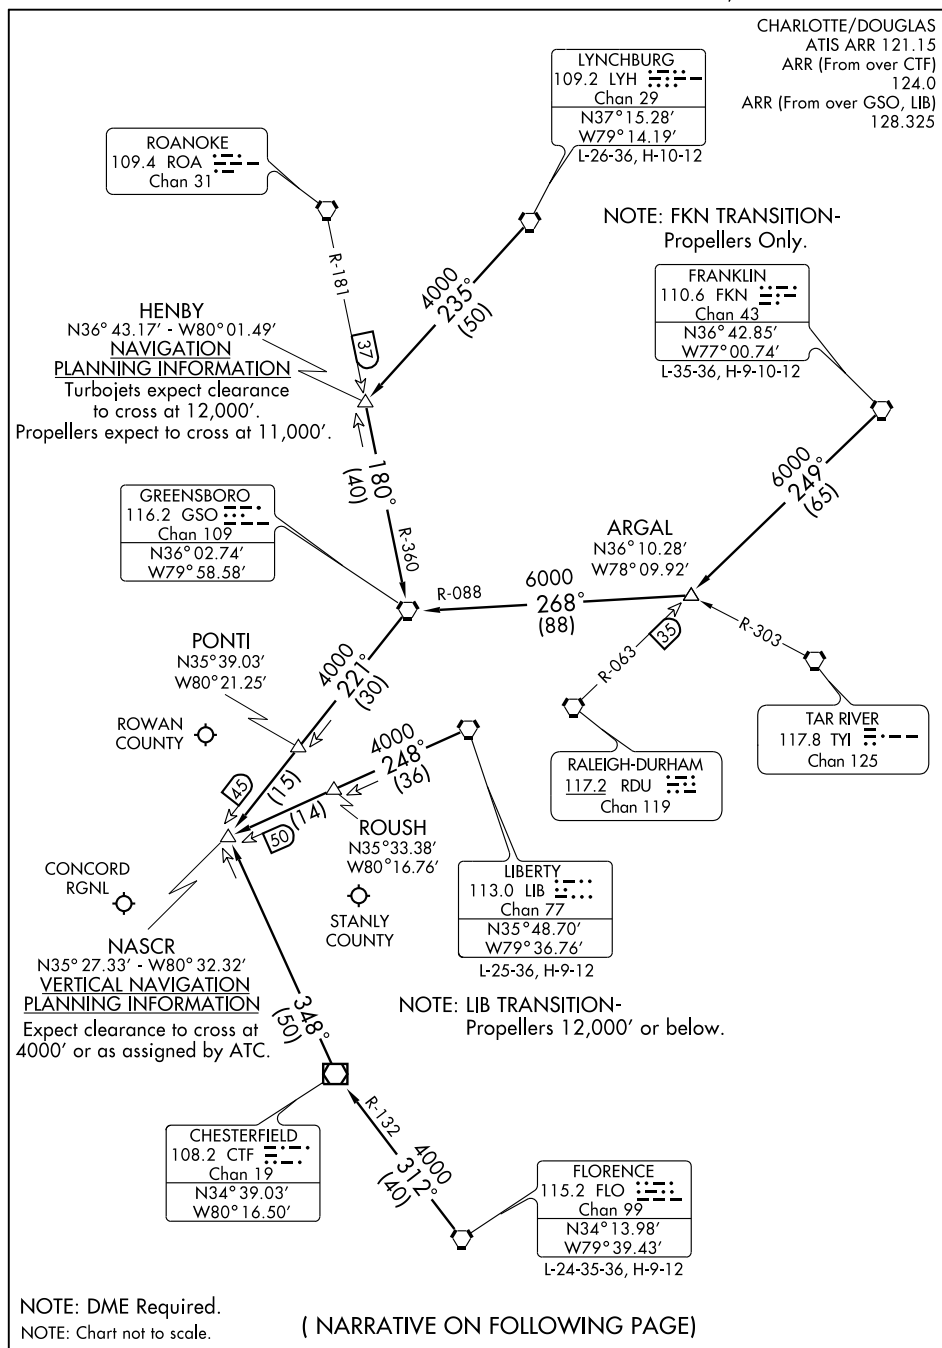 CHARLOTTE/DOUGLAS
ATIS ARR 121.15
ARR (From over CTF)
124.0
ARR (From over GSO, LIB)
128.325
LYNCHBURG
109.2 LYH
Chan 29
N37°15.28′
W79°14.19′
L-26-36, H-10-12
ROANOKE
109.4 ROA
Chan 31
NOTE: FKN TRANSITION-
Propellers Only.
FRANKLIN
110.6 FKN
Chan 43
N36°42.85′
W77°00.74′
L-35-36, H-9-10-12
R-181
37
4000
235°
(50)
HENBY
N36°43.17′ - W80°01.49′
NAVIGATION
PLANNING INFORMATION
Turbojets expect clearance
to cross at 12,000′.
Propellers expect to cross at 11,000′.
180°
(40)
R-360
6000
249°
(65)
GREENSBORO
116.2 GSO
Chan 109
N36°02.74′
W79°58.58′
ARGAL
N36°10.28′
W78°09.92′
R-088
6000
268°
(88)
R-063
35
R-303
TAR RIVER
117.8 TYI
Chan 125
RALEIGH-DURHAM
117.2 RDU
Chan 119
PONTI
N35°39.03′
W80°21.25′
4000
221°
(30)
ROWAN
COUNTY
45
(15)
4000
248°
(36)
(14)
50
ROUSH
N35°33.38′
W80°16.76′
CONCORD
RGNL
STANLY
COUNTY
LIBERTY
113.0 LIB
Chan 77
N35°48.70′
W79°36.76′
L-25-36, H-9-12
NASCR
N35°27.33′ - W80°32.32′
VERTICAL NAVIGATION
PLANNING INFORMATION
Expect clearance to cross at
4000′ or as assigned by ATC.
NOTE: LIB TRANSITION-
Propellers 12,000′ or below.
348°
(50)
CHESTERFIELD
108.2 CTF
Chan 19
N34°39.03′
W80°16.50′
R-132
4000
312°
(40)
FLORENCE
115.2 FLO
Chan 99
N34°13.98′
W79°39.43′
L-24-35-36, H-9-12
NOTE: DME Required.
NOTE: Chart not to scale.
( NARRATIVE ON FOLLOWING PAGE)